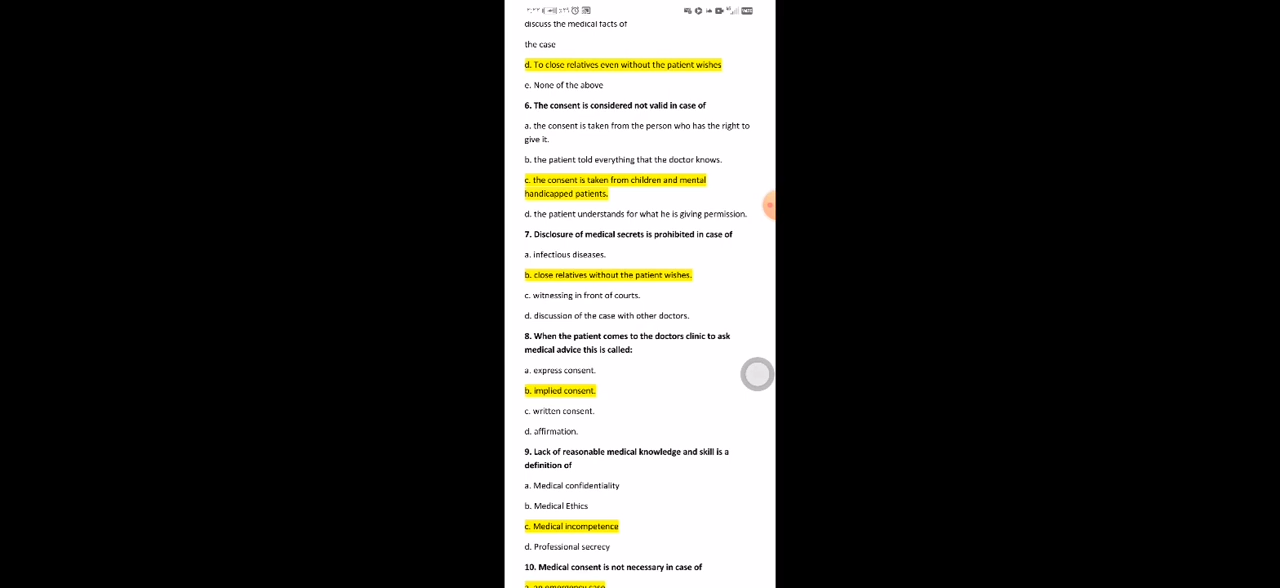 discuss the medical facts of
the case
d. To close relatives even without the patient wishes
e. None of the above
6. The consent is considered not valid in case of
a. the consent is taken from the person who has the right to
give it.
b. the patient told everything that the doctor knows.
c. the consent is taken from children and mental
handicapped patients.
d. the patient understands for what he is giving permission.
7. Disclosure of medical secrets is prohibited in case of
a. infectious diseases.
b. close relatives without the patient wishes.
c. witnessing in front of courts.
d. discussion of the case with other doctors.
8. When the patient comes to the doctors clinic to ask
medical advice this is called:
a. express consent.
b. implied consent.
c. written consent.
d. affirmation.
9. Lack of reasonable medical knowledge and skill is a
definition of
a. Medical confidentiality
b. Medical Ethics
c. Medical incompetence
d. Professional secrecy
10. Medical consent is not necessary in case of
a. an emergency case